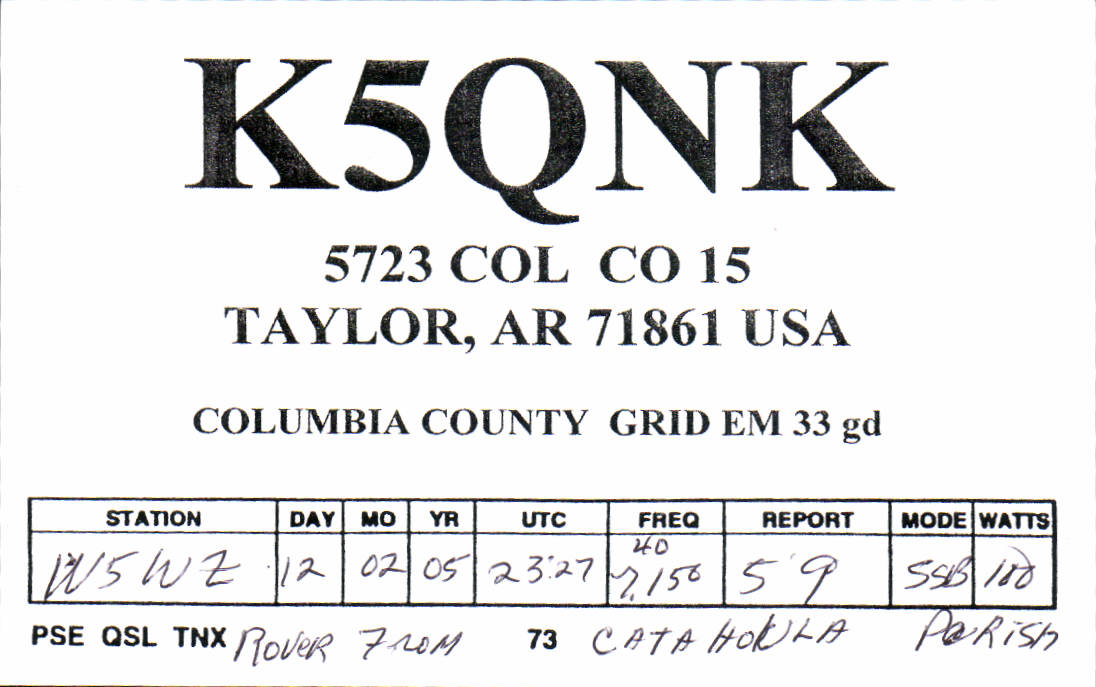 K5QNK
5723 COL CO 15
TAYLOR, AR 71861 USA
COLUMBIA COUNTY GRID EM 33 gd
STATION DAY MO YR UTC FREQ REPORT MODE WATTS
W5WZ 12 02 05 23:27 40 7,150 59 SSB 100
PSE QSL TNX ROVER FROM 73 CATAHOULA PARISH